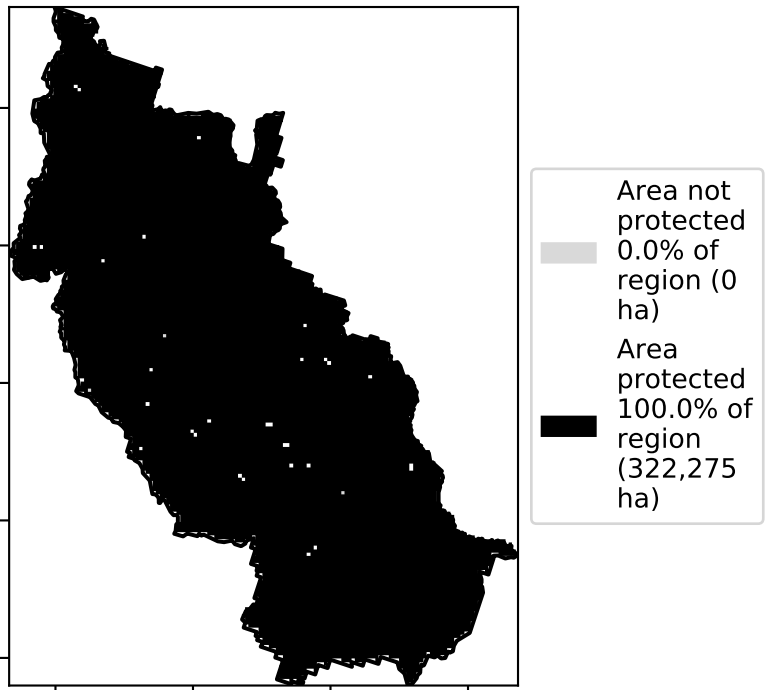 Area not
protected
0.0% of
region (0
ha)
Area
protected
100.0% of
region
(322,275
ha)